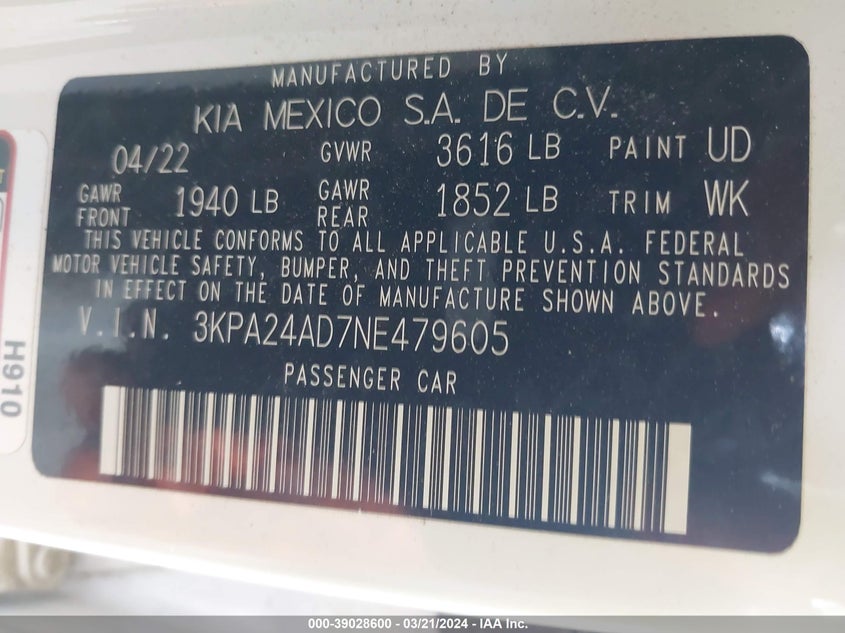 MANUFACTURED BY
KIA MEXICO S.A. DE C.V.
04/22 GVWR 3616 LB PAINT UD
GAWR FRONT 1940 LB GAWR REAR 1852 LB TRIM WK
THIS VEHICLE CONFORMS TO ALL APPLICABLE U.S.A. FEDERAL
MOTOR VEHICLE SAFETY, BUMPER, AND THEFT PREVENTION STANDARDS
IN EFFECT ON THE DATE OF MANUFACTURE SHOWN ABOVE.
V.I.N. 3KPA24AD7NE479605
PASSENGER CAR
H910
000-39028600 - 03/21/2024 - IAA Inc.